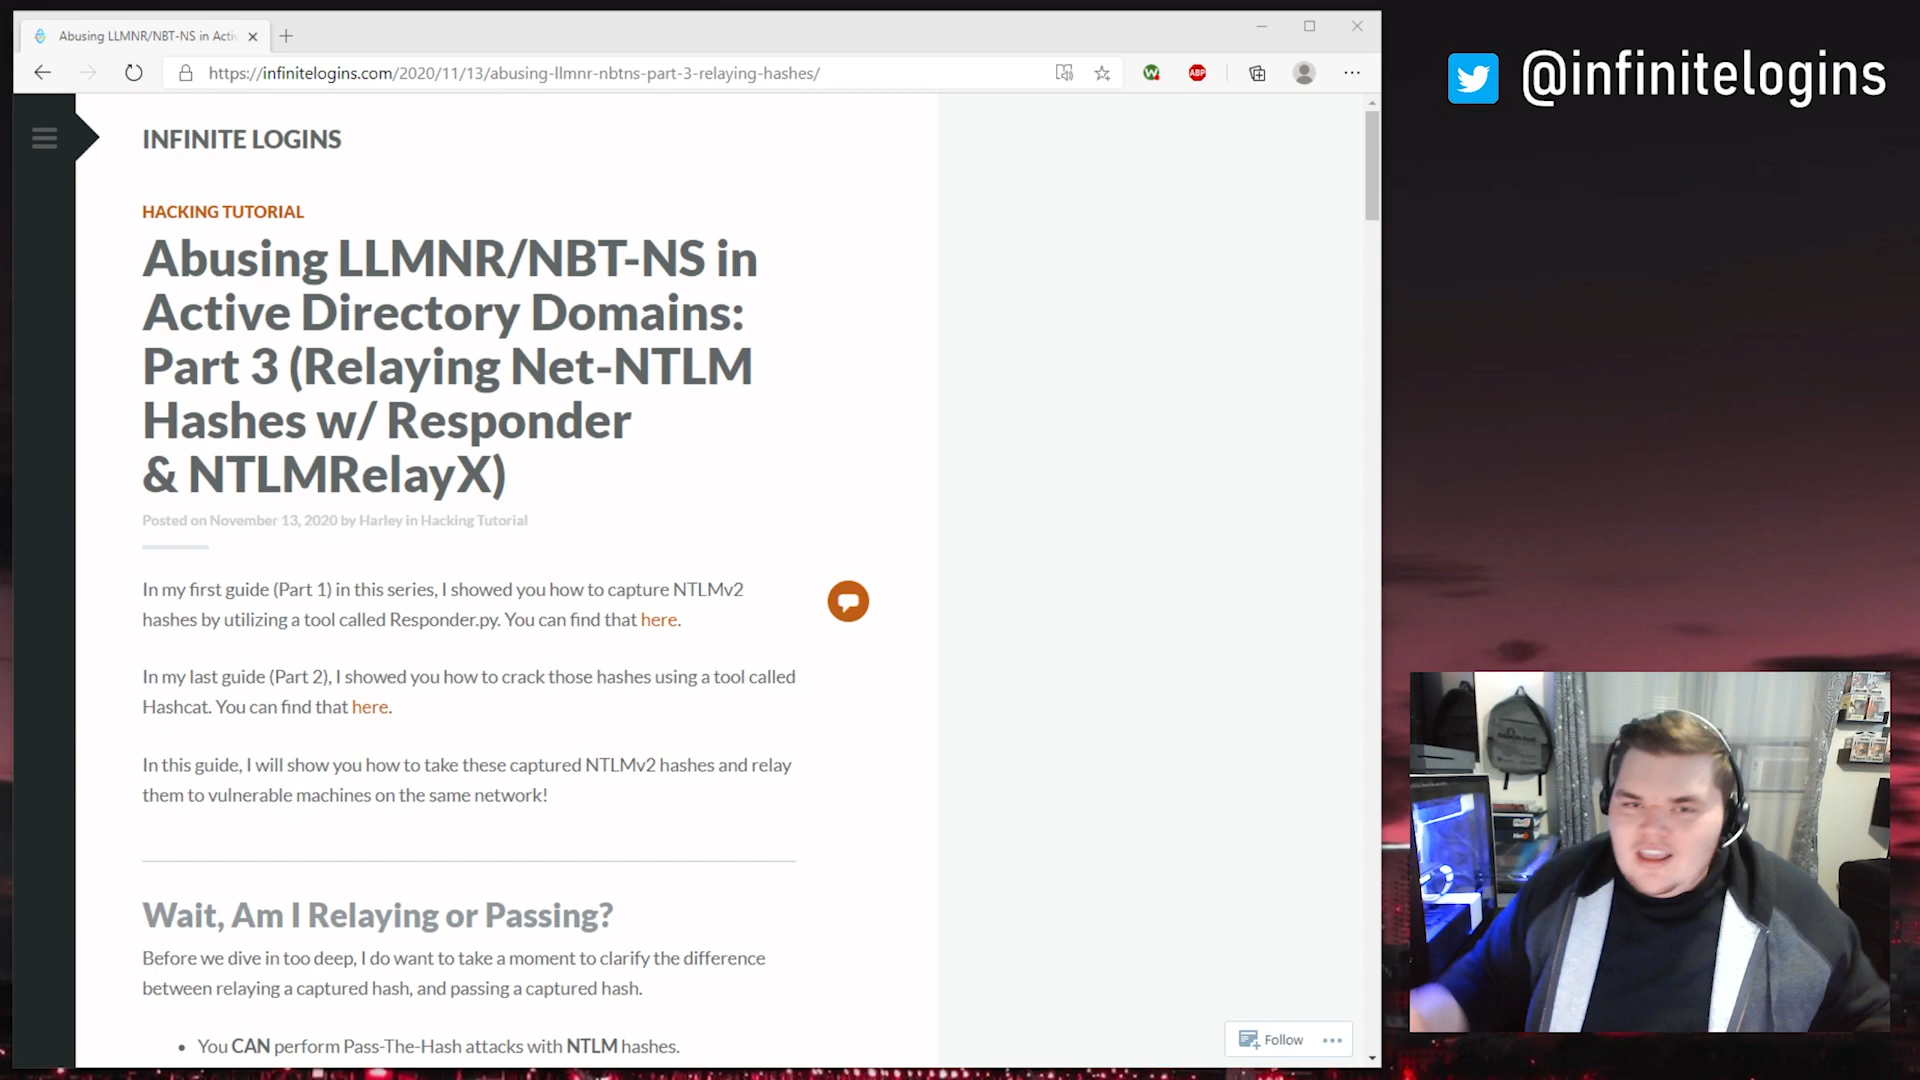 Abusing LLMNR/NBT-NS in Acti
https://infinitelogins.com/2020/11/13/abusing-llmnr-nbtns-part-3-relaying-hashes/
ABP
@infinitelogins
INFINITE LOGINS
HACKING TUTORIAL
Abusing LLMNR/NBT-NS in
Active Directory Domains:
Part 3 (Relaying Net-NTLM
Hashes w/ Responder
& NTLMRelayX)
Posted on November 13, 2020 by Harley in Hacking Tutorial
In my first guide (Part 1) in this series, I showed you how to capture NTLMv2
hashes by utilizing a tool called Responder.py. You can find that here.
In my last guide (Part 2), I showed you how to crack those hashes using a tool called
Hashcat. You can find that here.
In this guide, I will show you how to take these captured NTLMv2 hashes and relay
them to vulnerable machines on the same network!
Wait, Am I Relaying or Passing?
Before we dive in too deep, I do want to take a moment to clarify the difference
between relaying a captured hash, and passing a captured hash.
• You CAN perform Pass-The-Hash attacks with NTLM hashes.
Follow